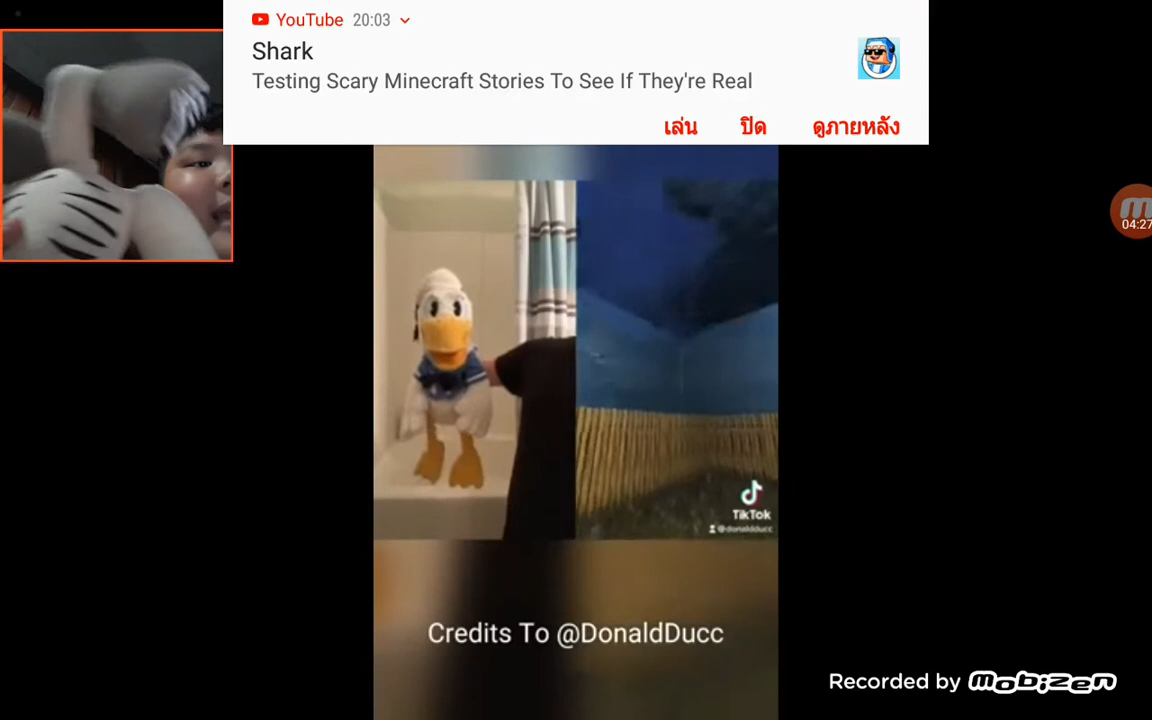 YouTube 20:03
Shark
Testing Scary Minecraft Stories To See If They're Real
เล่น ปิด ดูภายหลัง
04:27
TikTok
@donaldducc
Credits To @DonaldDucc
Recorded by mobizen